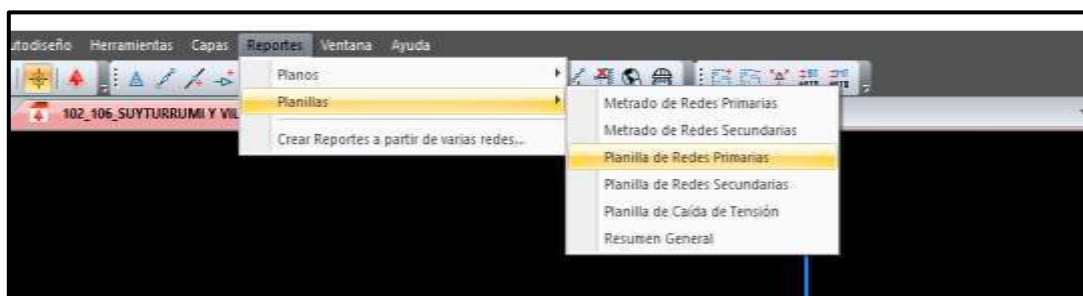 utodiseño Herramientas Capas Reportes Ventana Ayuda
Planos
Planillas
Crear Reportes a partir de varias redes...
102_106_SUYTURRUMI Y VIL
Metrado de Redes Primarias
Metrado de Redes Secundarias
Planilla de Redes Primarias
Planilla de Redes Secundarias
Planilla de Caída de Tensión
Resumen General